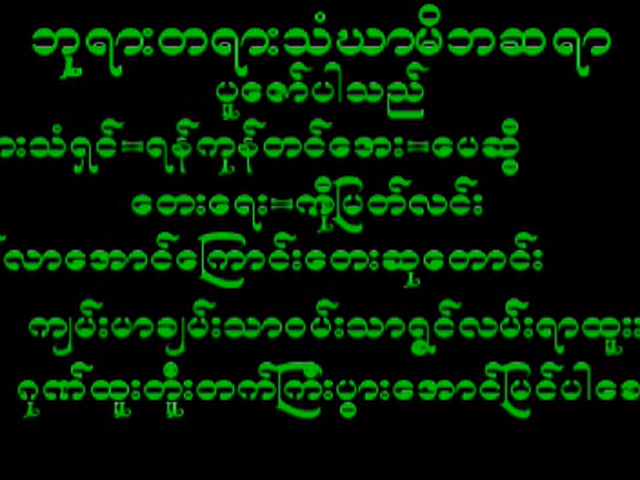 ဘုရားတရားသံဃာမိဘဆရာ
ပူဇော်ပါသည်
ားသံရှင်=ရန်ကုန်တင်အေး=ပေဆွိ
တေးရေး=ကိုမြတ်လင်း
လာအောင်ကြောင်းတေးဆုတောင်း
ကျမ်းမာချမ်းသာဝမ်းသာရွှင်လမ်းရာထူး
ဂုဏ်ထူးတိုးတက်ကြီးပွားအောင်မြင်ပါစေ